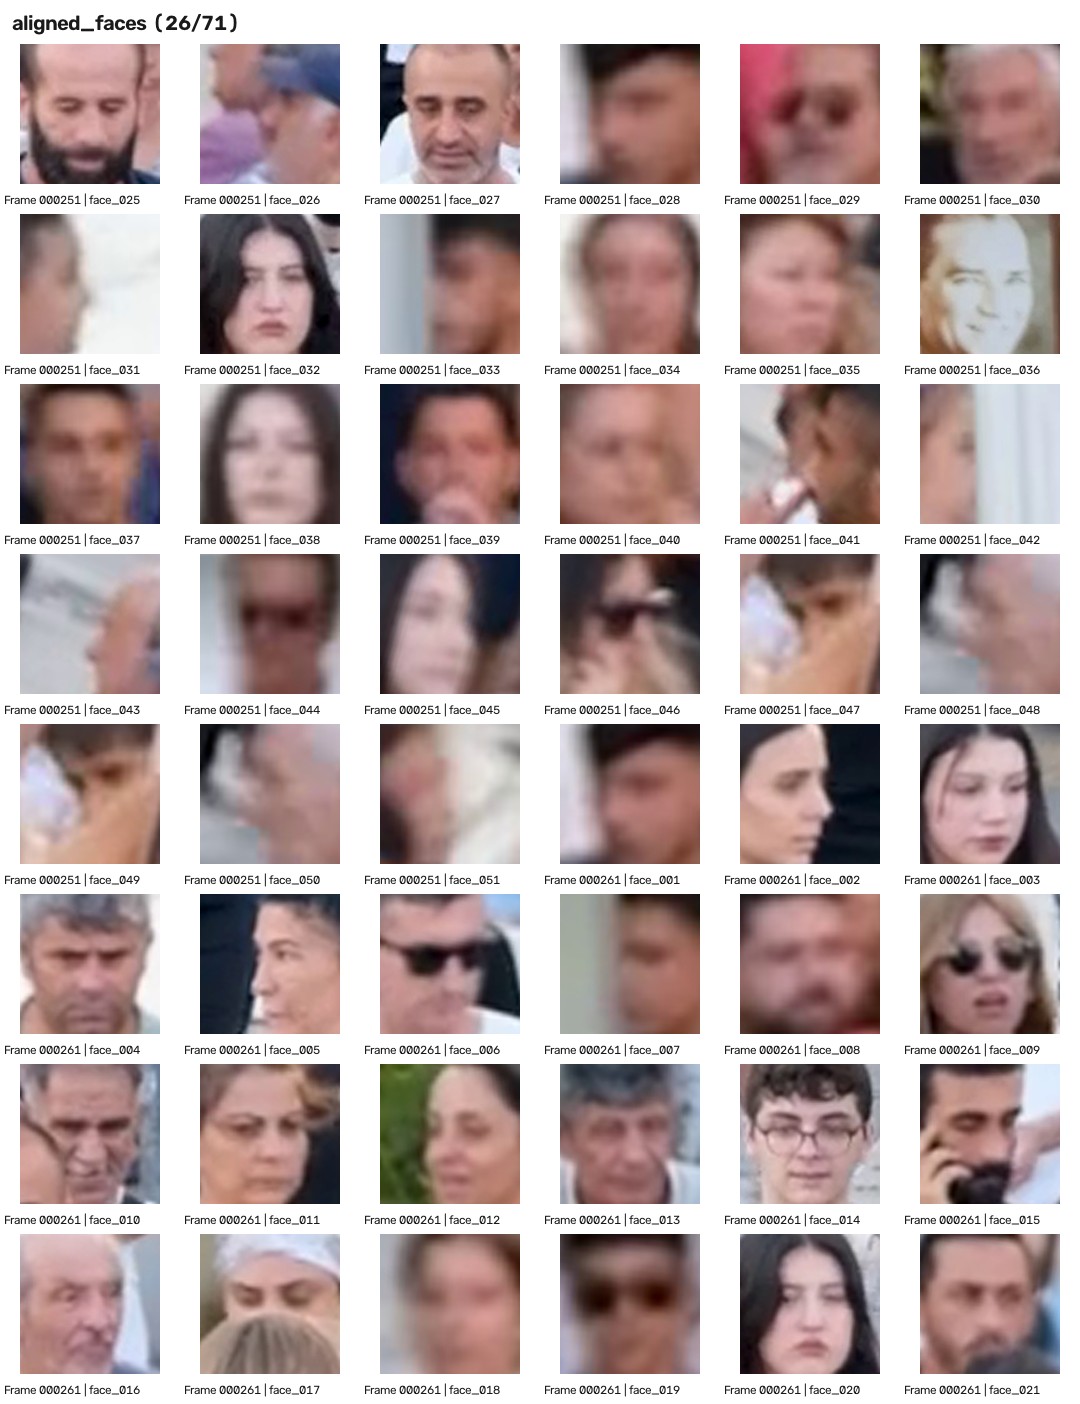 aligned_faces (26/71)
Frame 000251 | face_025 Frame 000251 | face_026 Frame 000251 | face_027 Frame 000251 | face_028 Frame 000251 | face_029 Frame 000251 | face_030
Frame 000251 | face_031 Frame 000251 | face_032 Frame 000251 | face_033 Frame 000251 | face_034 Frame 000251 | face_035 Frame 000251 | face_036
Frame 000251 | face_037 Frame 000251 | face_038 Frame 000251 | face_039 Frame 000251 | face_040 Frame 000251 | face_041 Frame 000251 | face_042
Frame 000251 | face_043 Frame 000251 | face_044 Frame 000251 | face_045 Frame 000251 | face_046 Frame 000251 | face_047 Frame 000251 | face_048
Frame 000251 | face_049 Frame 000251 | face_050 Frame 000251 | face_051 Frame 000261 | face_001 Frame 000261 | face_002 Frame 000261 | face_003
Frame 000261 | face_004 Frame 000261 | face_005 Frame 000261 | face_006 Frame 000261 | face_007 Frame 000261 | face_008 Frame 000261 | face_009
Frame 000261 | face_010 Frame 000261 | face_011 Frame 000261 | face_012 Frame 000261 | face_013 Frame 000261 | face_014 Frame 000261 | face_015
Frame 000261 | face_016 Frame 000261 | face_017 Frame 000261 | face_018 Frame 000261 | face_019 Frame 000261 | face_020 Frame 000261 | face_021